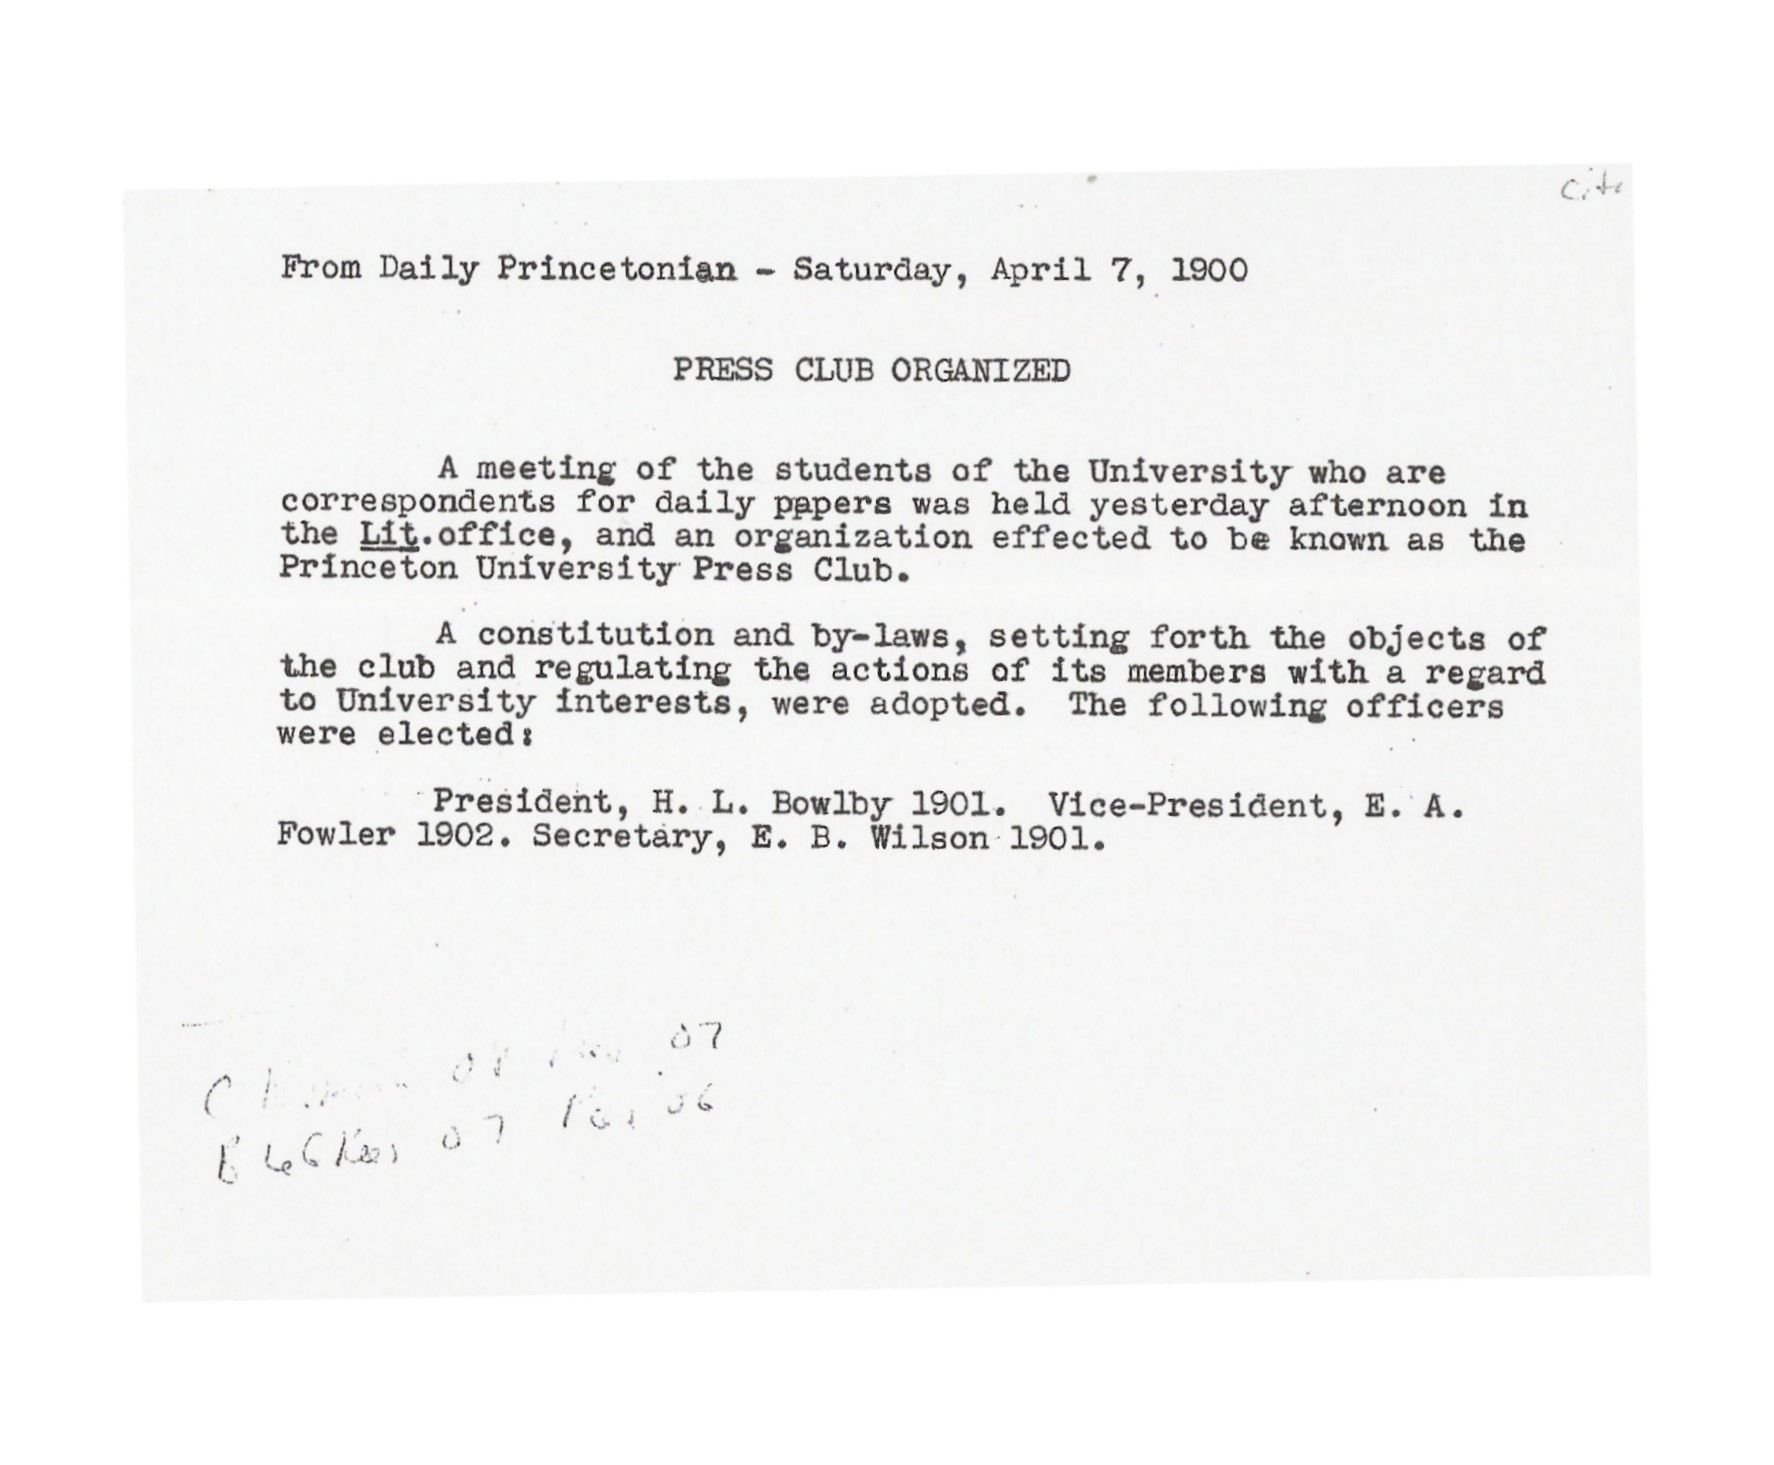 From Daily Princetonian - Saturday, April 7, 1900
PRESS CLUB ORGANIZED
A meeting of the students of the University who are
correspondents for daily papers was held yesterday afternoon in
the Lit.office, and an organization effected to be known as the
Princeton University Press Club.
A constitution and by-laws, setting forth the objects of
the club and regulating the actions of its members with a regard
to University interests, were adopted. The following officers
were elected:
President, H. L. Bowlby 1901. Vice-President, E. A.
Fowler 1902. Secretary, E. B. Wilson 1901.
07
07 06